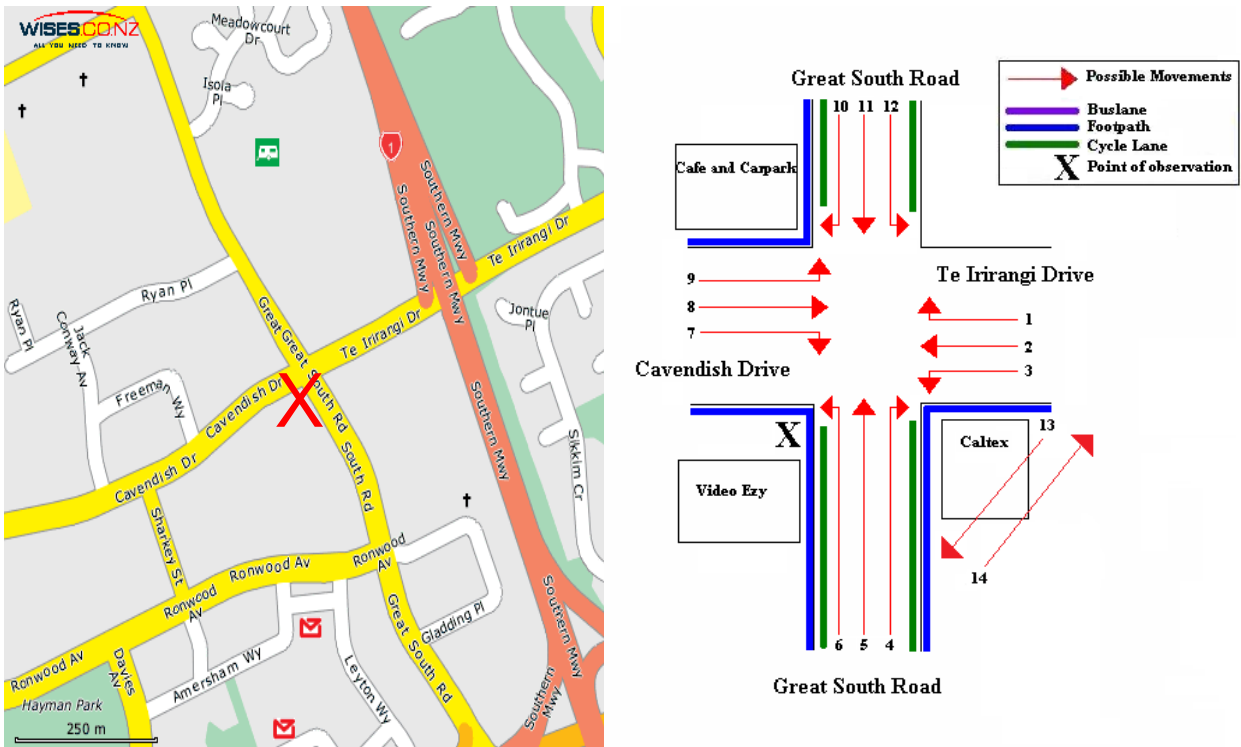 WISES.CO.NZ
ALL YOU NEED TO KNOW
Meadowcourt
Dr
Isola
Pl
1
Southern Mwy
Southern Mwy
Southern Mwy
Te Irirangi Dr
Ryan Pl
Ryan Pl
Jack
Conway Av
Great
Great South Rd
South Rd
Te Irirangi Dr
Jontue
Pl
Freeman Wy
Cavendish Dr
X
Cavendish Dr
Southern Mwy
Sikkim Cr
Sharkey St
Ronwood
Av
Ronwood Av
Ronwood
Av
Great South Rd
Gladding Pl
Southern Mwy
Southern
Mwy
Ronwood Av
Davies
Av
Amersham Wy
Leyton Wy
Hayman Park
250 m
Great South Road
10 11 12
Cafe and Carpark
Possible Movements
Buslane
Footpath
Cycle Lane
X Point of observation
Te Irirangi Drive
9
8
7
1
2
3
Cavendish Drive
X
Video Ezy
Caltex
13
14
6 5 4
Great South Road